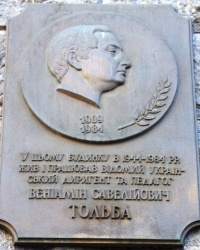 1909
1984
У ЦЬОМУ БУДИНКУ В 1944-1984 РР.
ЖИВ І ПРАЦЮВАВ ВІДОМИЙ УКРАЇН-
СЬКИЙ ДИРИГЕНТ ТА ПЕДАГОГ
ВЕНІАМІН САВЕЛІЙОВИЧ
ТОЛЬБА